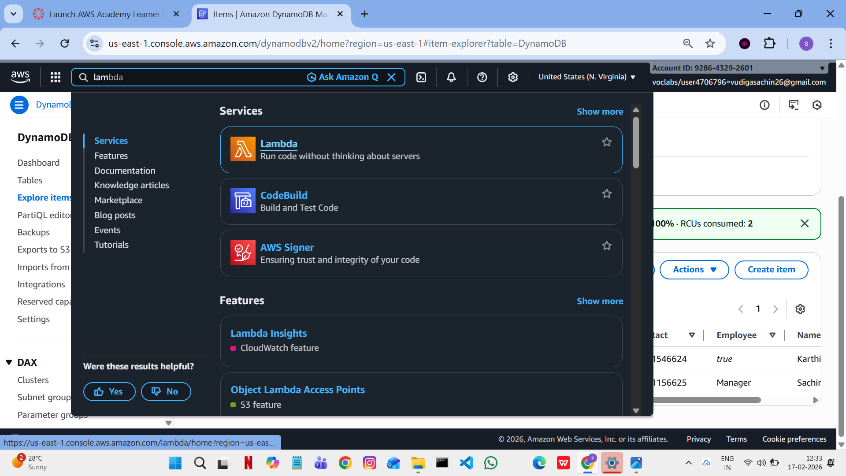 Launch AWS Academy Learner
Items | Amazon DynamoDB Ma
us-east-1.console.aws.amazon.com/dynamodbv2/home?region=us-east-1#item-explorer?table=DynamoDB
s
aws
lambda
Ask Amazon Q
United States (N. Virginia)
Account ID: 9286-4329-2601
voclabs/user4706796=vudigasachin26@gmail.com
DynamoD
DynamoDB
Dashboard
Tables
Explore items
PartiQL editor
Backups
Exports to S3
Imports from
Integrations
Reserved capa
Settings
DAX
Clusters
Subnet group
Parameter groups
Services
Features
Documentation
Knowledge articles
Marketplace
Blog posts
Events
Tutorials
Were these results helpful?
Yes
No
Services
Show more
Lambda
Run code without thinking about servers
CodeBuild
Build and Test Code
AWS Signer
Ensuring trust and integrity of your code
Features
Show more
Lambda Insights
CloudWatch feature
Object Lambda Access Points
S3 feature
100% · RCUs consumed: 2
Actions
Create item
1
tact
Employee
Name
1546624
true
Karthi
1156625
Manager
Sachin
https://us-east-1.console.aws.amazon.com/lambda/home?region=us-eas...
© 2026, Amazon Web Services, Inc. or its affiliates.
Privacy
Terms
Cookie preferences
2
28°C
Sunny
ENG
IN
12:33
17-02-2026